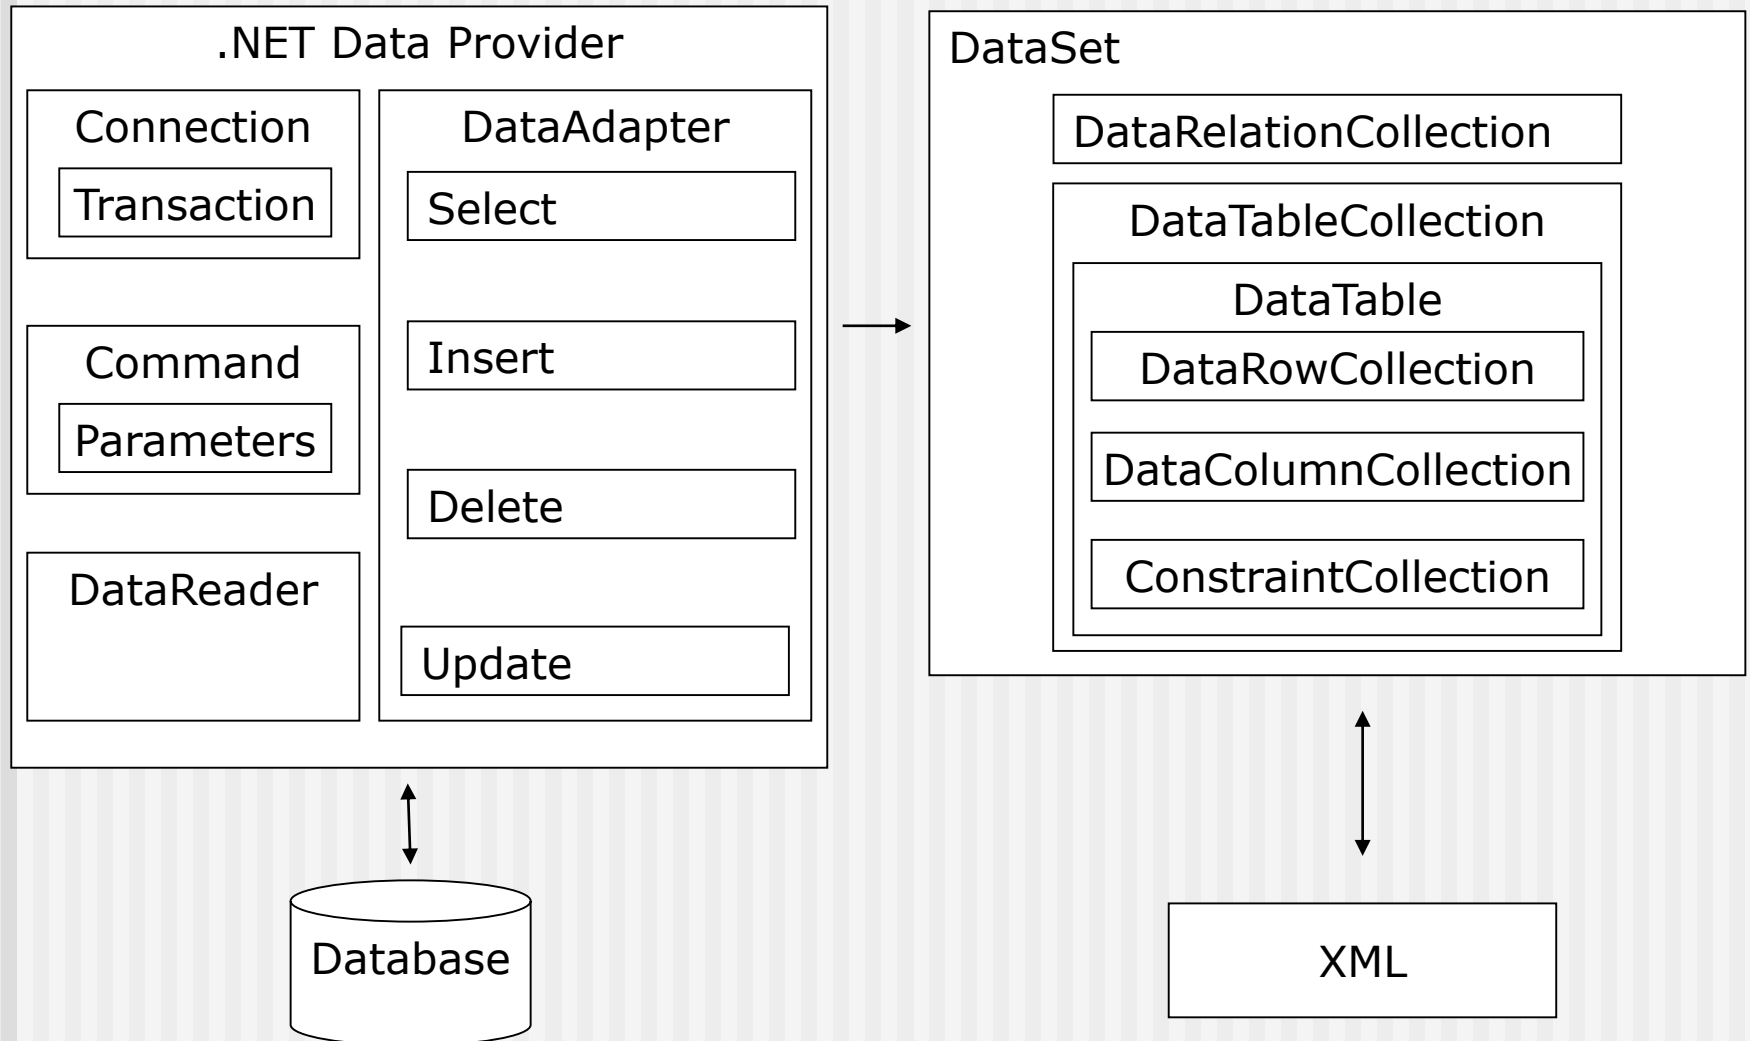 .NET Data Provider
Connection
Transaction
Command
Parameters
DataReader
DataAdapter
Select
Insert
Delete
Update
DataSet
DataRelationCollection
DataTableCollection
DataTable
DataRowCollection
DataColumnCollection
ConstraintCollection
Database
XML